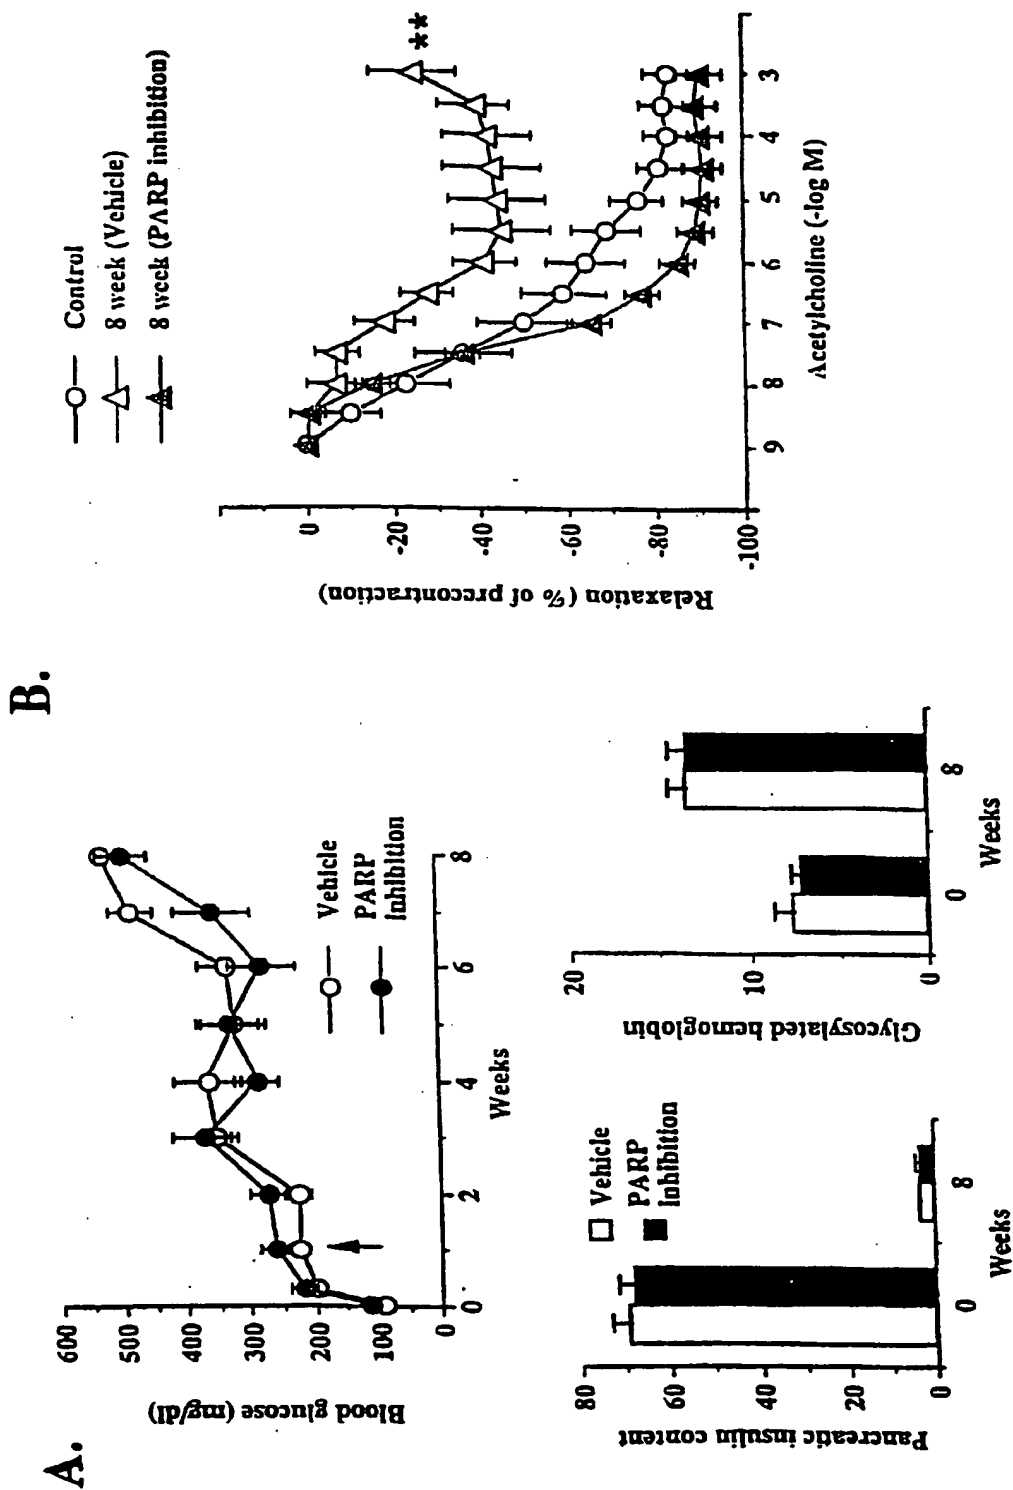 A.
Blood glucose (mg/dl)
600
500
400
300
200
100
0
0
2
4
6
8
Weeks
Vehicle
PARP
Inhibition
Pancreatic insulin content
80
60
40
20
0
0
8
Weeks
Vehicle
PARP
Inhibition
Glycosylated hemoglobin
20
10
0
0
8
Weeks
B.
Control
8 week (Vehicle)
8 week (PARP inhibition)
Relaxation (% of precontraction)
0
-20
-40
-60
-80
-100
9
8
7
6
5
4
3
Acetylcholine (-log M)
**